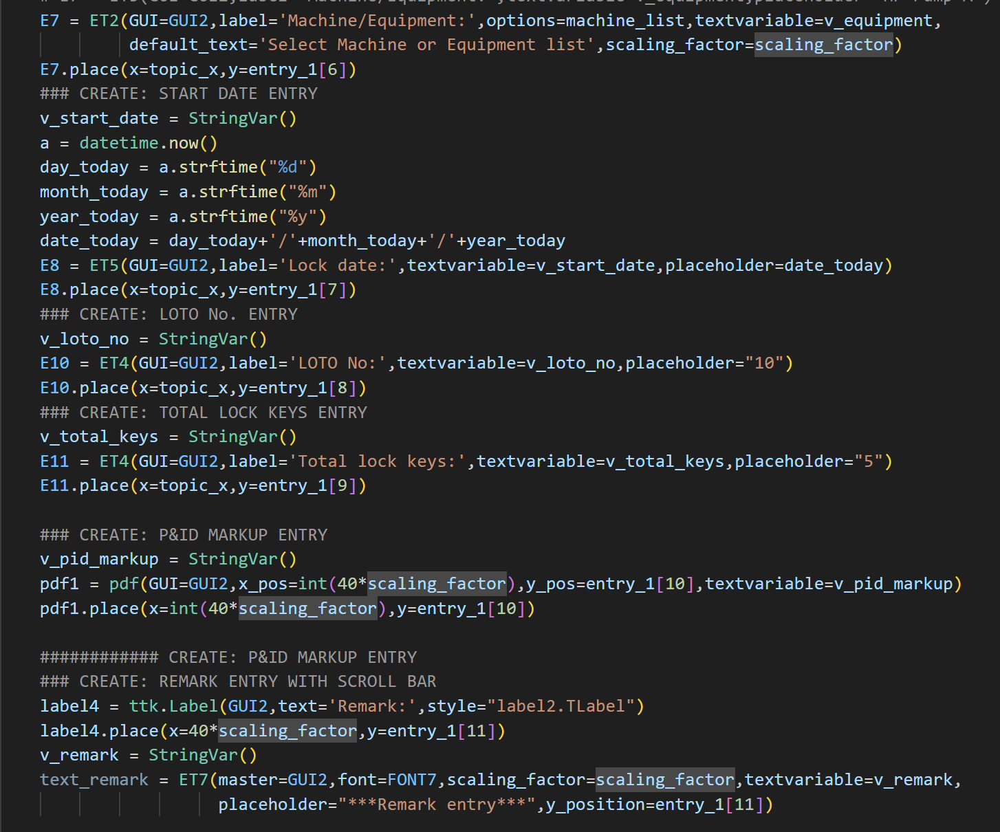 E7 = ET2(GUI=GUI2,label='Machine/Equipment:',options=machine_list,textvariable=v_equipment,
default_text='Select Machine or Equipment list',scaling_factor=scaling_factor)
E7.place(x=topic_x,y=entry_1[6])
### CREATE: START DATE ENTRY
v_start_date = StringVar()
a = datetime.now()
day_today = a.strftime("%d")
month_today = a.strftime("%m")
year_today = a.strftime("%y")
date_today = day_today+'/'+month_today+'/'+year_today
E8 = ET5(GUI=GUI2,label='Lock date:',textvariable=v_start_date,placeholder=date_today)
E8.place(x=topic_x,y=entry_1[7])
### CREATE: LOTO No. ENTRY
v_loto_no = StringVar()
E10 = ET4(GUI=GUI2,label='LOTO No:',textvariable=v_loto_no,placeholder="10")
E10.place(x=topic_x,y=entry_1[8])
### CREATE: TOTAL LOCK KEYS ENTRY
v_total_keys = StringVar()
E11 = ET4(GUI=GUI2,label='Total lock keys:',textvariable=v_total_keys,placeholder="5")
E11.place(x=topic_x,y=entry_1[9])
### CREATE: P&ID MARKUP ENTRY
v_pid_markup = StringVar()
pdf1 = pdf(GUI=GUI2,x_pos=int(40*scaling_factor),y_pos=entry_1[10],textvariable=v_pid_markup)
pdf1.place(x=int(40*scaling_factor),y=entry_1[10])
############ CREATE: P&ID MARKUP ENTRY
### CREATE: REMARK ENTRY WITH SCROLL BAR
label4 = ttk.Label(GUI2,text='Remark:',style="label2.TLabel")
label4.place(x=40*scaling_factor,y=entry_1[11])
v_remark = StringVar()
text_remark = ET7(master=GUI2,font=FONT7,scaling_factor=scaling_factor,textvariable=v_remark,
placeholder="***Remark entry***",y_position=entry_1[11])